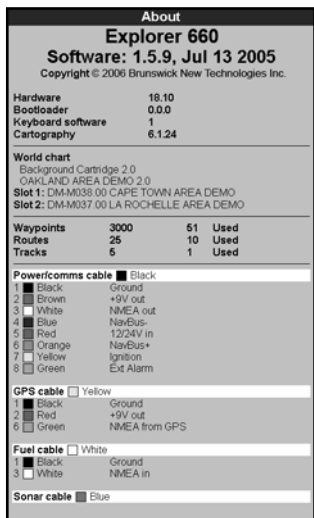 About
Explorer 660
Software: 1.5.9, Jul 13 2005
Copyright © 2006 Brunswick New Technologies Inc.
Hardware 18.10
Bootloader 0.0.0
Keyboard software 1
Cartography 6.1.24
World chart
Background Cartridge 2.0
OAKLAND AREA DEMO 2.0
Slot 1: DM-M038.00 CAPE TOWN AREA DEMO
Slot 2: DM-M037.00 LA ROCHELLE AREA DEMO
Waypoints 3000 51 Used
Routes 25 10 Used
Tracks 5 1 Used
Power/comms cable Black
1 Black Ground
2 Brown +9V out
3 White NMEA out
4 Blue NavBus-
5 Red 12/24V in
6 Orange NavBus+
7 Yellow Ignition
8 Green Ext Alarm
GPS cable Yellow
1 Black Ground
2 Red +9V out
6 Green NMEA from GPS
Fuel cable White
1 Black Ground
3 White NMEA in
Sonar cable Blue